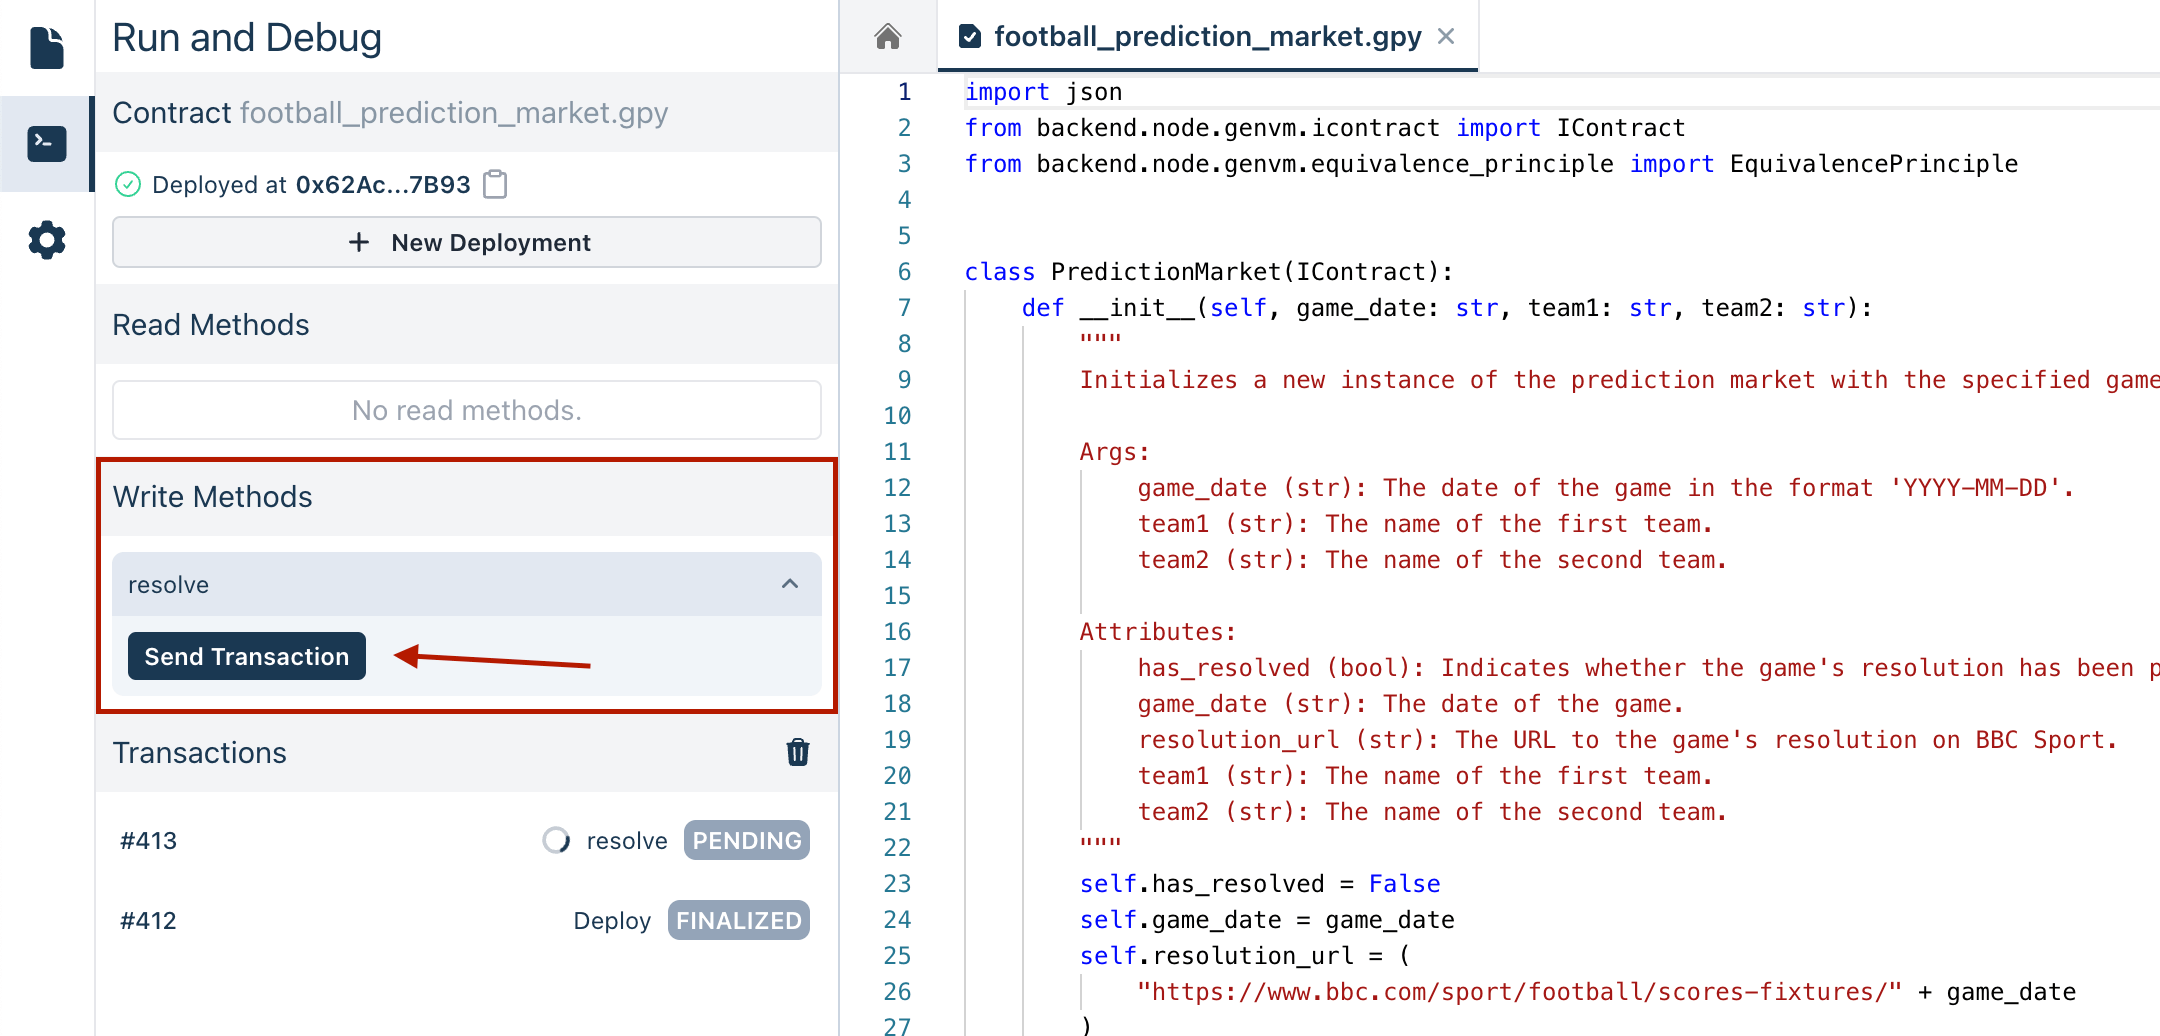 Run and Debug
Contract football_prediction_market.gpy
Deployed at 0x62Ac...7B93
+ New Deployment
Read Methods
No read methods.
Write Methods
resolve
Send Transaction
Transactions
#413 resolve PENDING
#412 Deploy FINALIZED
football_prediction_market.gpy
1 import json
2 from backend.node.genvm.icontract import IContract
3 from backend.node.genvm.equivalence_principle import EquivalencePrinciple
4
5
6 class PredictionMarket(IContract):
7 def __init__(self, game_date: str, team1: str, team2: str):
8 """
9 Initializes a new instance of the prediction market with the specified game
10
11 Args:
12 game_date (str): The date of the game in the format 'YYYY-MM-DD'.
13 team1 (str): The name of the first team.
14 team2 (str): The name of the second team.
15
16 Attributes:
17 has_resolved (bool): Indicates whether the game's resolution has been p
18 game_date (str): The date of the game.
19 resolution_url (str): The URL to the game's resolution on BBC Sport.
20 team1 (str): The name of the first team.
21 team2 (str): The name of the second team.
22 """
23 self.has_resolved = False
24 self.game_date = game_date
25 self.resolution_url = (
26 "https://www.bbc.com/sport/football/scores-fixtures/" + game_date
27 )